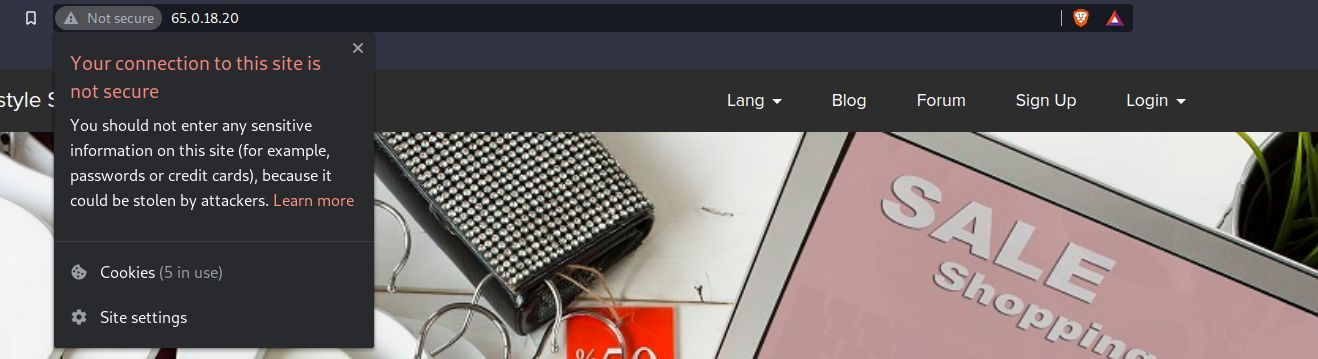 Not secure 65.0.18.20
Your connection to this site is
not secure
You should not enter any sensitive
information on this site (for example,
passwords or credit cards), because it
could be stolen by attackers. Learn more
Cookies (5 in use)
Site settings
style S
Lang
Blog
Forum
Sign Up
Login
SALE
Shopping
%50